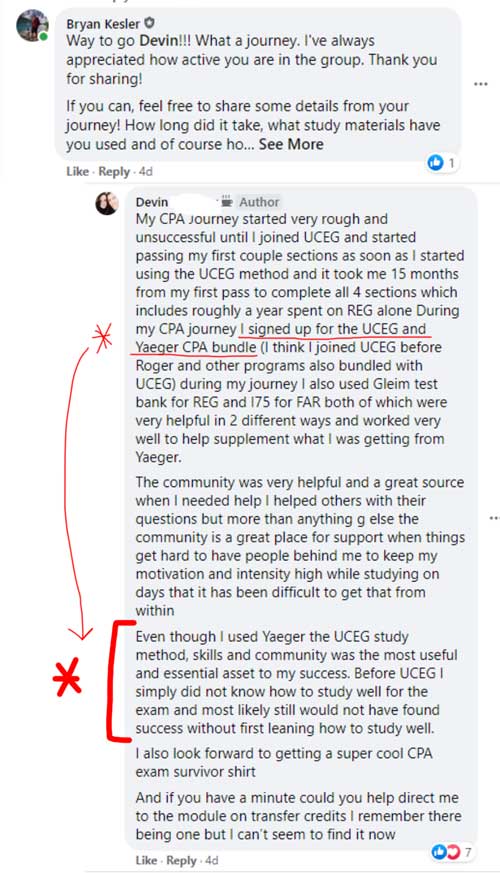 Bryan Kesler
Way to go Devin!!! What a journey. I've always
appreciated how active you are in the group. Thank you
for sharing!
If you can, feel free to share some details from your
journey! How long did it take, what study materials have
you used and of course ho... See More
1
Like · Reply · 4d
Devin Author
My CPA Journey started very rough and
unsuccessful until I joined UCEG and started
passing my first couple sections as soon as I started
using the UCEG method and it took me 15 months
from my first pass to complete all 4 sections which
includes roughly a year spent on REG alone During
my CPA journey I signed up for the UCEG and
Yaeger CPA bundle (I think I joined UCEG before
Roger and other programs also bundled with
UCEG) during my journey I also used Gleim test
bank for REG and I75 for FAR both of which were
very helpful in 2 different ways and worked very
well to help supplement what I was getting from
Yaeger.
The community was very helpful and a great source
when I needed help I helped others with their
questions but more than anything g else the
community is a great place for support when things
get hard to have people behind me to keep my
motivation and intensity high while studying on
days that it has been difficult to get that from
within
Even though I used Yaeger the UCEG study
method, skills and community was the most useful
and essential asset to my success. Before UCEG I
simply did not know how to study well for the
exam and most likely still would not have found
success without first leaning how to study well.
I also look forward to getting a super cool CPA
exam survivor shirt
And if you have a minute could you help direct me
to the module on transfer credits I remember there
being one but I can't seem to find it now
7
Like · Reply · 4d